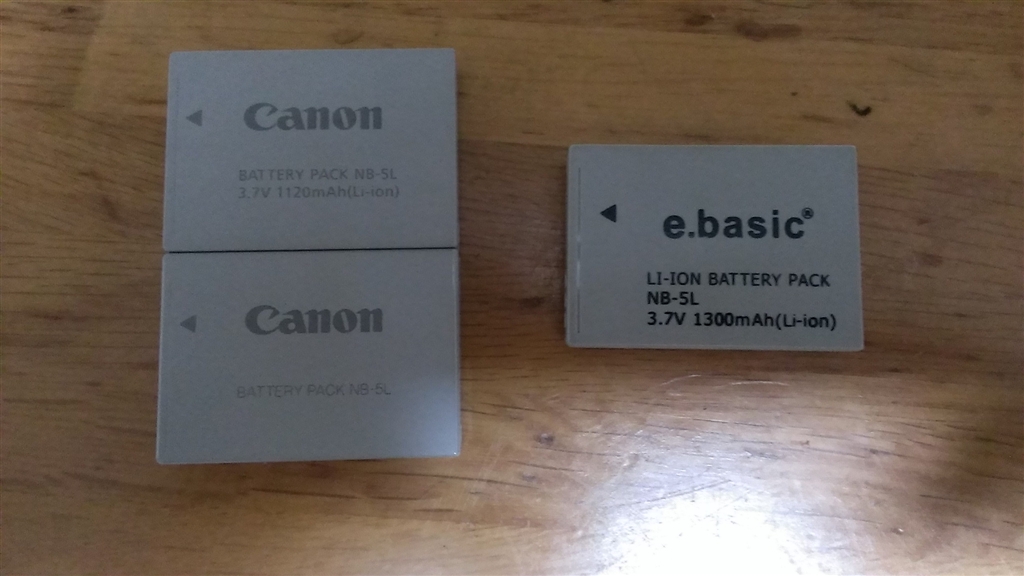 Canon
BATTERY PACK NB-5L
3.7V 1120mAh(Li-ion)
Canon
BATTERY PACK NB-5L
e.basic®
LI-ION BATTERY PACK
NB-5L
3.7V 1300mAh(Li-ion)